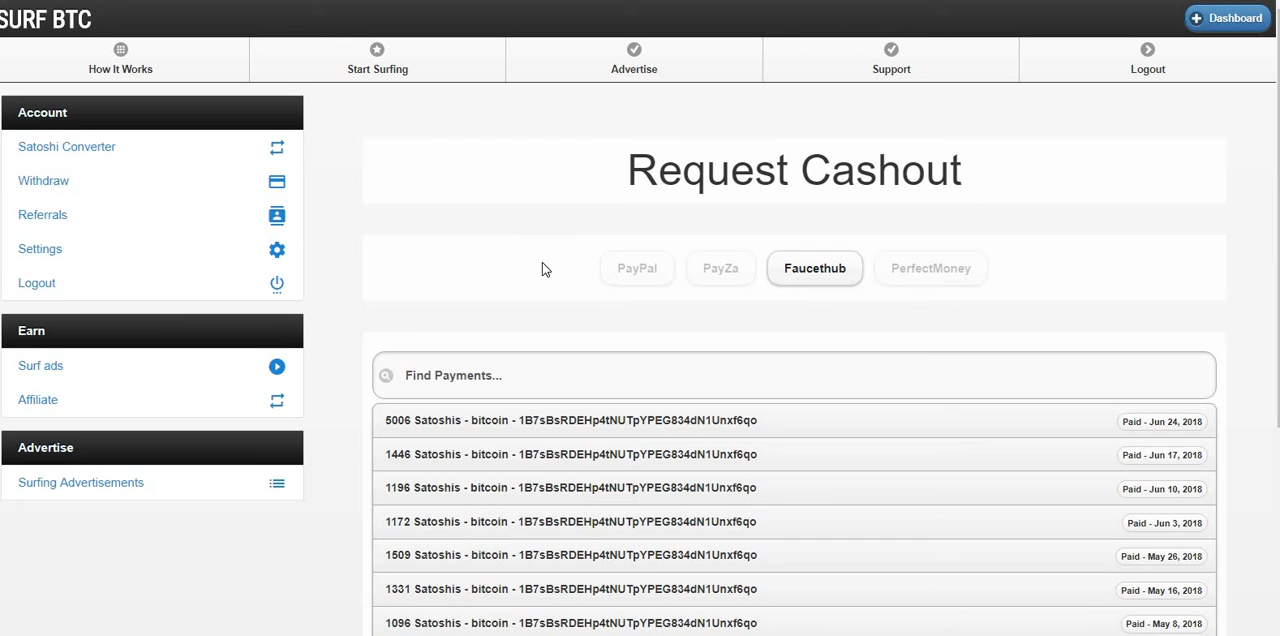 SURF BTC
Dashboard
How It Works
Start Surfing
Advertise
Support
Logout
Account
Satoshi Converter
Withdraw
Referrals
Settings
Logout
Earn
Surf ads
Affiliate
Advertise
Surfing Advertisements
Request Cashout
PayPal
PayZa
Faucethub
PerfectMoney
Find Payments...
5006 Satoshis - bitcoin - 1B7sBsRDEHp4tNUTpYPEG834dN1Unxf6qo Paid - Jun 24, 2018
1446 Satoshis - bitcoin - 1B7sBsRDEHp4tNUTpYPEG834dN1Unxf6qo Paid - Jun 17, 2018
1196 Satoshis - bitcoin - 1B7sBsRDEHp4tNUTpYPEG834dN1Unxf6qo Paid - Jun 10, 2018
1172 Satoshis - bitcoin - 1B7sBsRDEHp4tNUTpYPEG834dN1Unxf6qo Paid - Jun 3, 2018
1509 Satoshis - bitcoin - 1B7sBsRDEHp4tNUTpYPEG834dN1Unxf6qo Paid - May 26, 2018
1331 Satoshis - bitcoin - 1B7sBsRDEHp4tNUTpYPEG834dN1Unxf6qo Paid - May 16, 2018
1096 Satoshis - bitcoin - 1B7sBsRDEHp4tNUTpYPEG834dN1Unxf6qo Paid - May 8, 2018